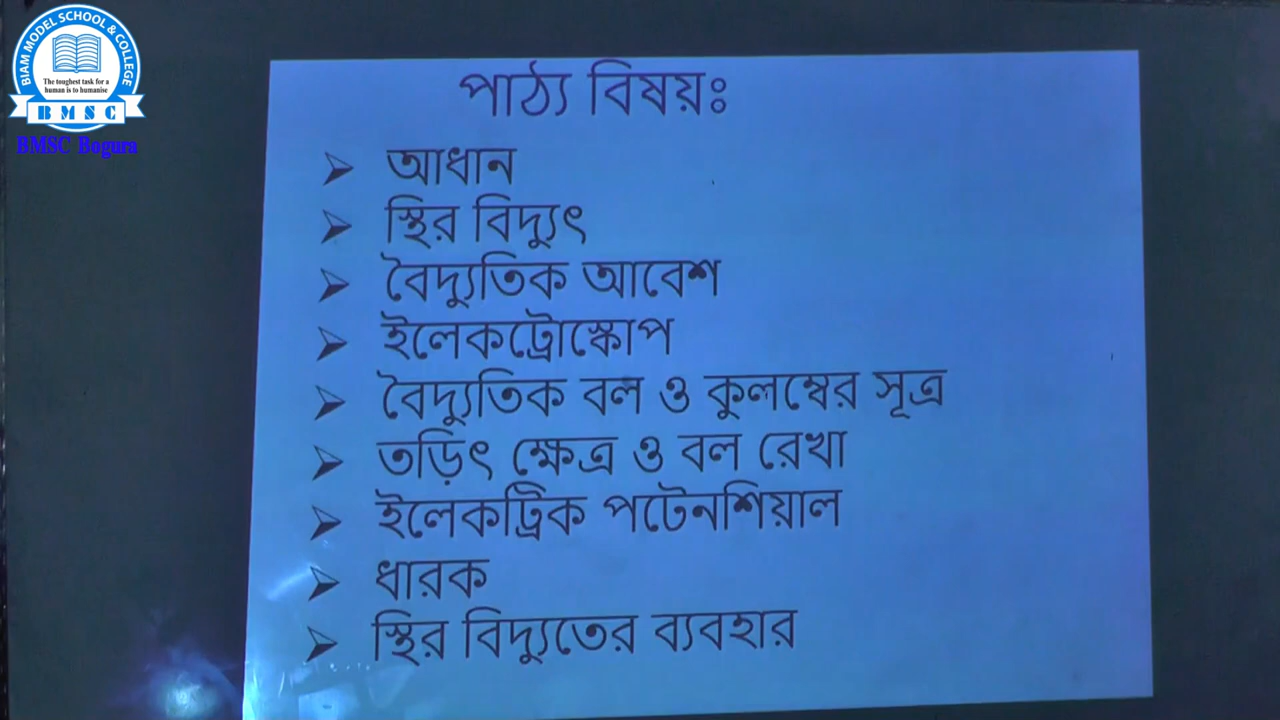 BIAM MODEL SCHOOL & COLLEGE
The toughest task for a
human is to humanise
B M S C
BMSC Bogura
পাঠ্য বিষয়ঃ
➢ আধান
➢ স্থির বিদ্যুৎ
➢ বৈদ্যুতিক আবেশ
➢ ইলেকট্রোস্কোপ
➢ বৈদ্যুতিক বল ও কুলম্বের সূত্র
➢ তড়িৎ ক্ষেত্র ও বল রেখা
➢ ইলেকট্রিক পটেনশিয়াল
➢ ধারক
➢ স্থির বিদ্যুতের ব্যবহার